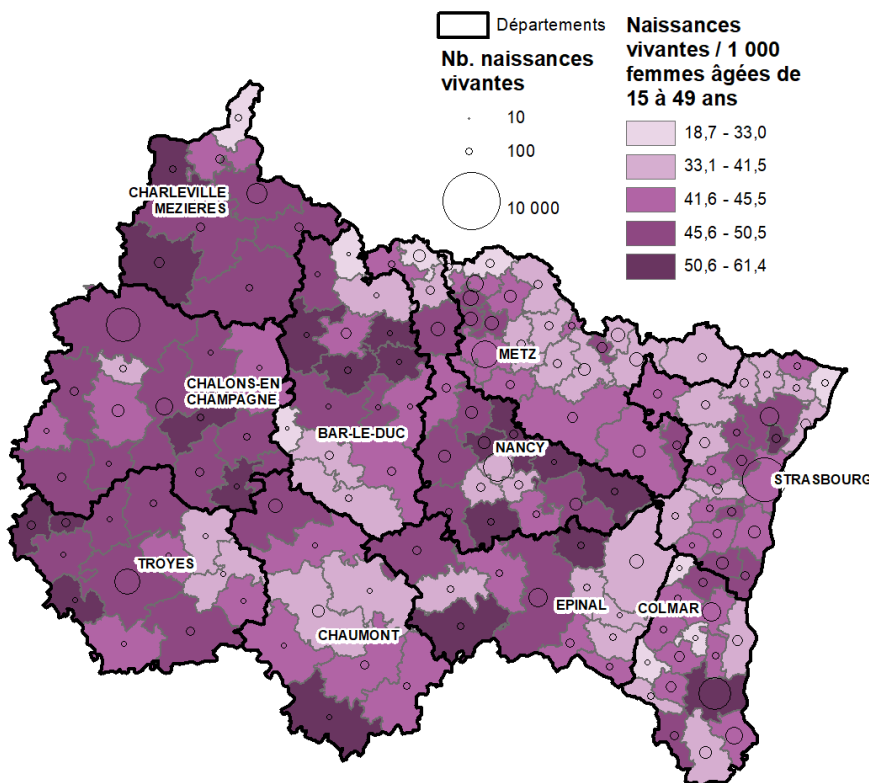 Départements
Nb. naissances
vivantes
10
100
10 000
Naissances
vivantes / 1 000
femmes âgées de
15 à 49 ans
18,7 - 33,0
33,1 - 41,5
41,6 - 45,5
45,6 - 50,5
50,6 - 61,4
CHARLEVILLE
MEZIERES
METZ
CHALONS-EN
CHAMPAGNE
BAR-LE-DUC
NANCY
STRASBOURG
TROYES
EPINAL
COLMAR
CHAUMONT